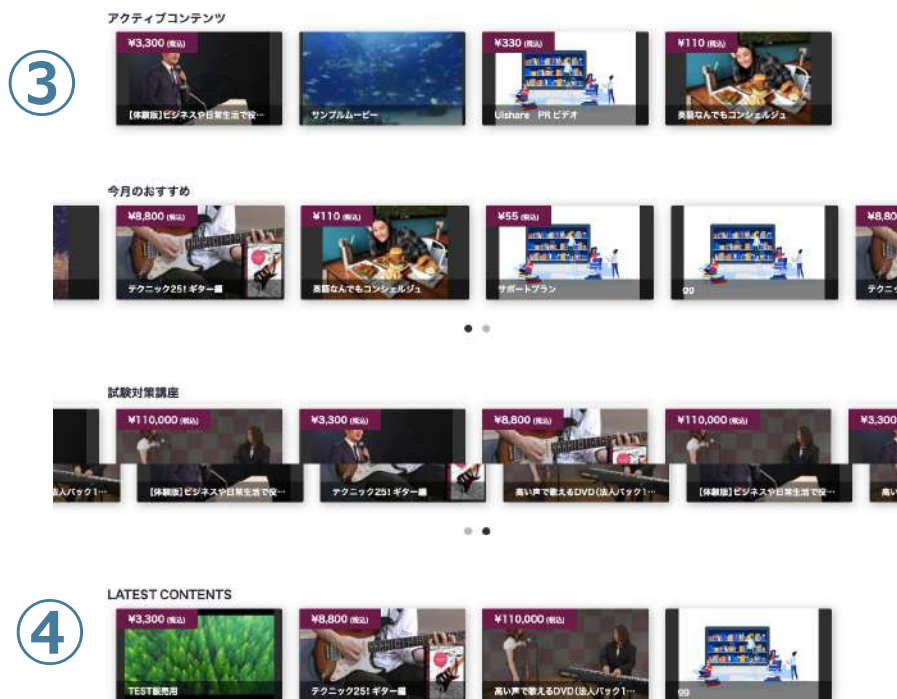 アクティブコンテンツ
③
¥3,300 (税込)
¥330 (税込)
¥110 (税込)
【体験版】ビジネスや日常生活で役…
サンプルムービー
UIshare PRビデオ
英語なんでもコンシェルジュ
今月のおすすめ
¥8,800 (税込)
¥110 (税込)
¥55 (税込)
¥8,80
テクニック25！ギター編
英語なんでもコンシェルジュ
サポートプラン
gg
テクニ
試験対策講座
¥110,000 (税込)
¥3,300 (税込)
¥8,800 (税込)
¥110,000 (税込)
¥3,300
法人パック1…
【体験版】ビジネスや日常生活で役…
テクニック25！ギター編
高い声で歌えるDVD（法人パック1…
【体験版】ビジネスや日常生活で役…
高い
④
LATEST CONTENTS
¥3,300 (税込)
¥8,800 (税込)
¥110,000 (税込)
TEST販売用
テクニック25！ギター編
高い声で歌えるDVD（法人パック1…
gg